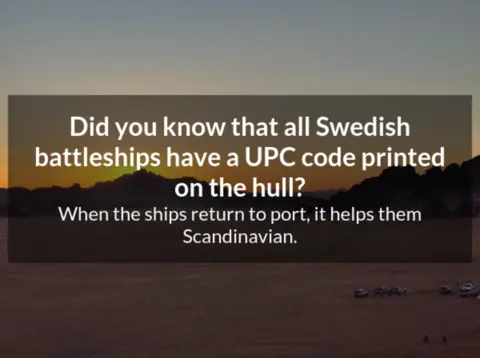 Did you know that all Swedish
battleships have a UPC code printed
on the hull?
When the ships return to port, it helps them
Scandinavian.